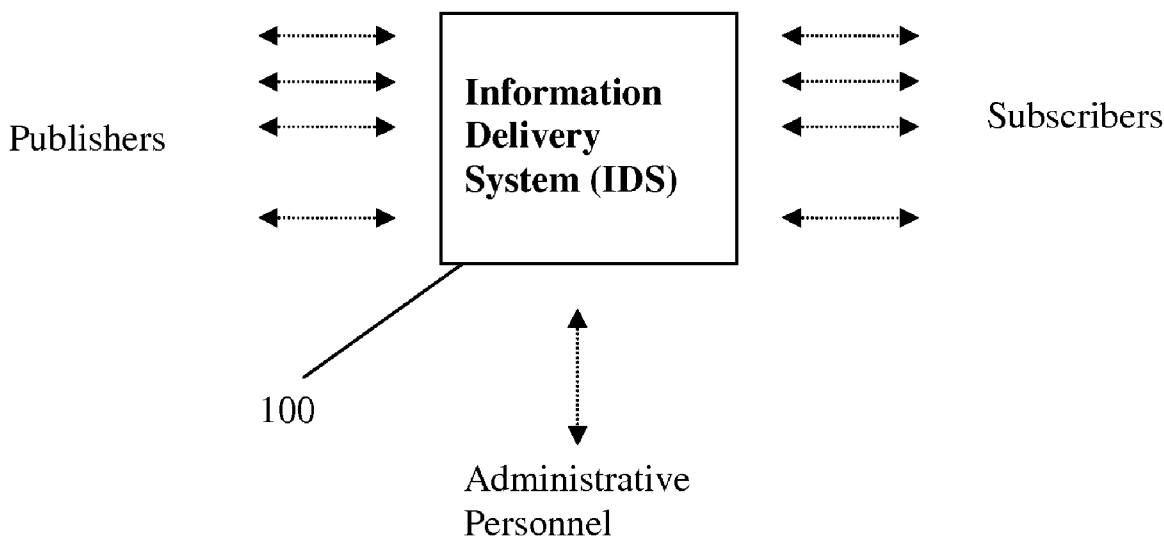 Publishers
Information
Delivery
System (IDS)
Subscribers
100
Administrative
Personnel